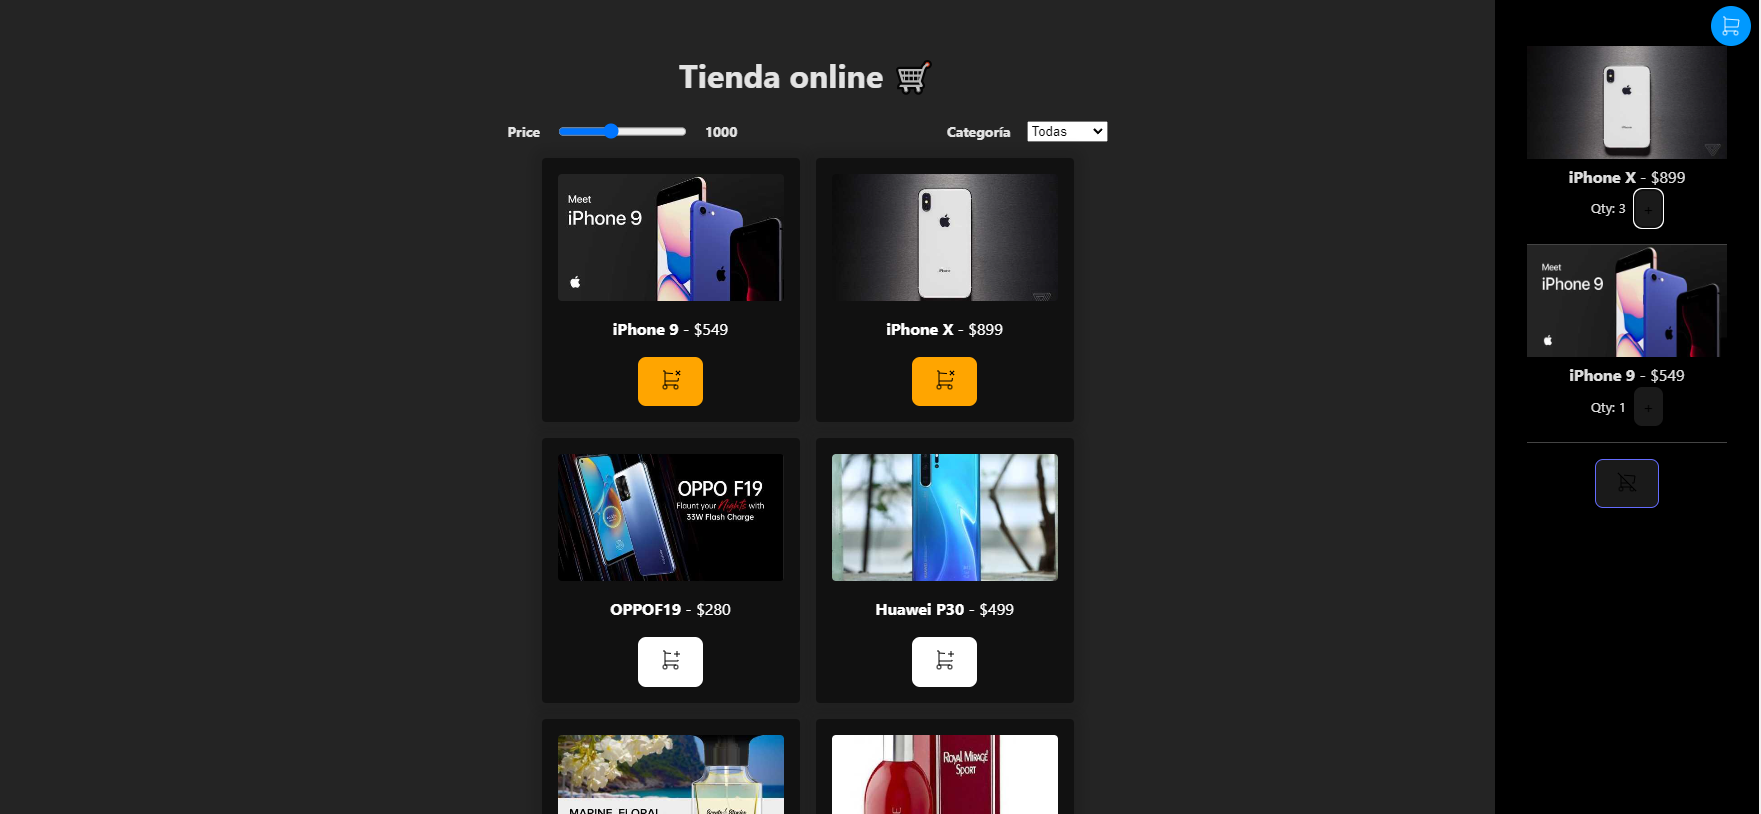 Tienda online
Price 1000 Categoría Todas
Meet
iPhone 9
iPhone
iPhone 9 - $549
iPhone X - $899
OPPO F19
Flaunt your Nights with
33W Flash Charge
OPPOF19 - $280
Huawei P30 - $499
MARINE, FLORAL
ROYAL MIRAGE
SPORT
iPhone X - $899
Qty: 3 +
Meet
iPhone 9
iPhone 9 - $549
Qty: 1 +